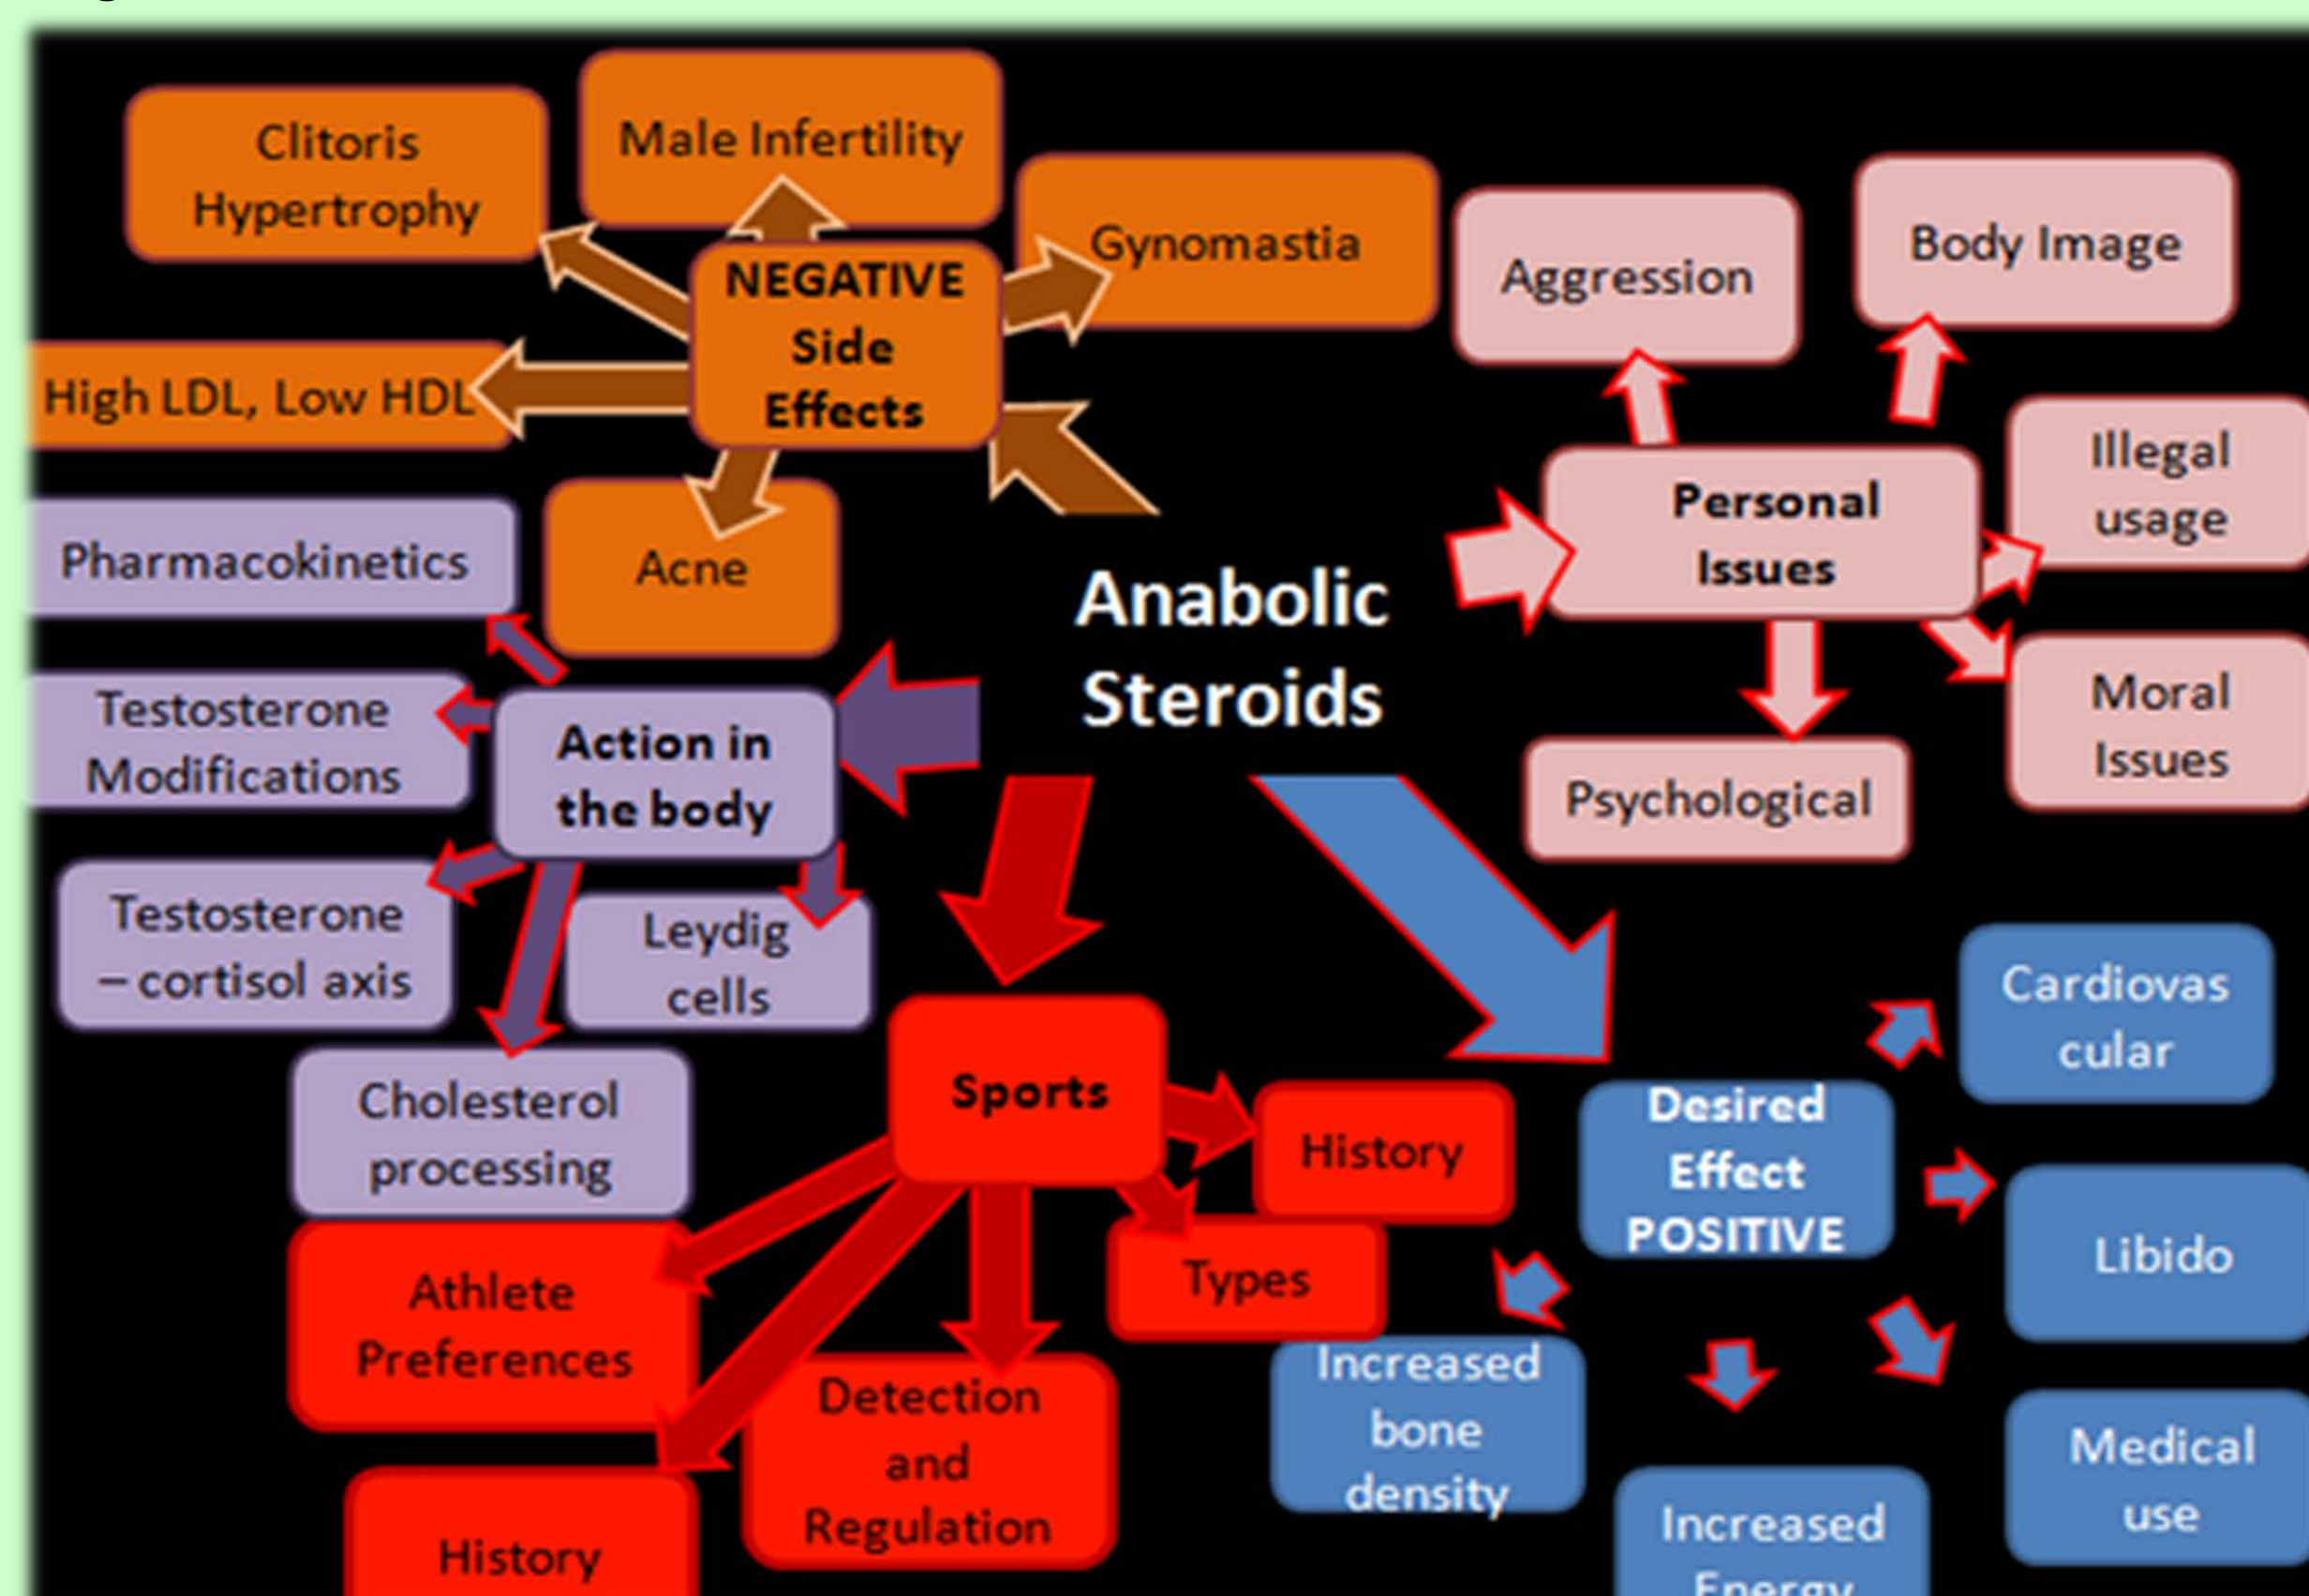 Clitoris
Hypertrophy
Male Infertility
Gynomastia
High LDL, Low HDL
NEGATIVE
Side
Effects
Acne
Aggression
Body Image
Personal
Issues
Illegal
usage
Moral
Issues
Psychological
Anabolic
Steroids
Pharmacokinetics
Testosterone
Modifications
Action in
the body
Testosterone
– cortisol axis
Leydig
cells
Cholesterol
processing
Sports
History
Types
Athlete
Preferences
Detection
and
Regulation
History
Desired
Effect
POSITIVE
Cardiovas
cular
Libido
Medical
use
Increased
bone
density
Increased
Energy